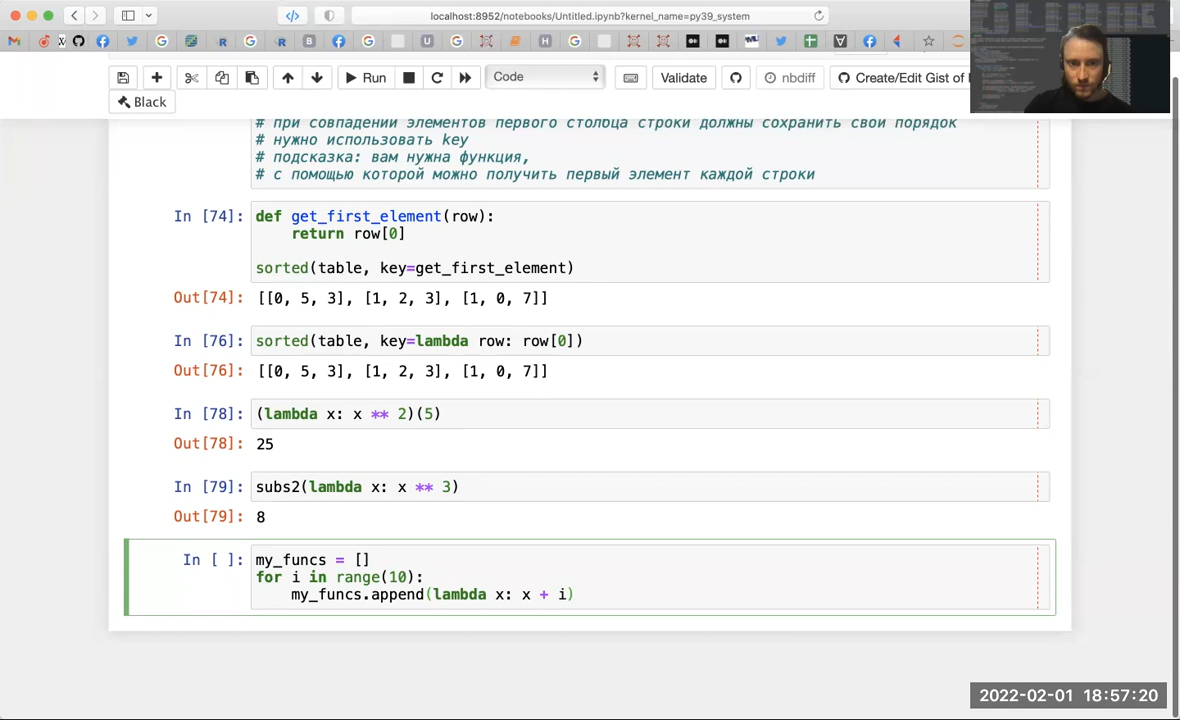 localhost:8952/notebooks/Untitled.ipynb?kernel_name=py39_system
Run
Code
Validate
nbdiff
Create/Edit Gist of
Black
# при совпадении элементов первого столбца строки должны сохранить свой порядок
# нужно использовать key
# подсказка: вам нужна функция,
# с помощью которой можно получить первый элемент каждой строки
In [74]: def get_first_element(row):
    return row[0]
sorted(table, key=get_first_element)
Out[74]: [[0, 5, 3], [1, 2, 3], [1, 0, 7]]
In [76]: sorted(table, key=lambda row: row[0])
Out[76]: [[0, 5, 3], [1, 2, 3], [1, 0, 7]]
In [78]: (lambda x: x ** 2)(5)
Out[78]: 25
In [79]: subs2(lambda x: x ** 3)
Out[79]: 8
In [ ]: my_funcs = []
for i in range(10):
    my_funcs.append(lambda x: x + i)
2022-02-01 18:57:20